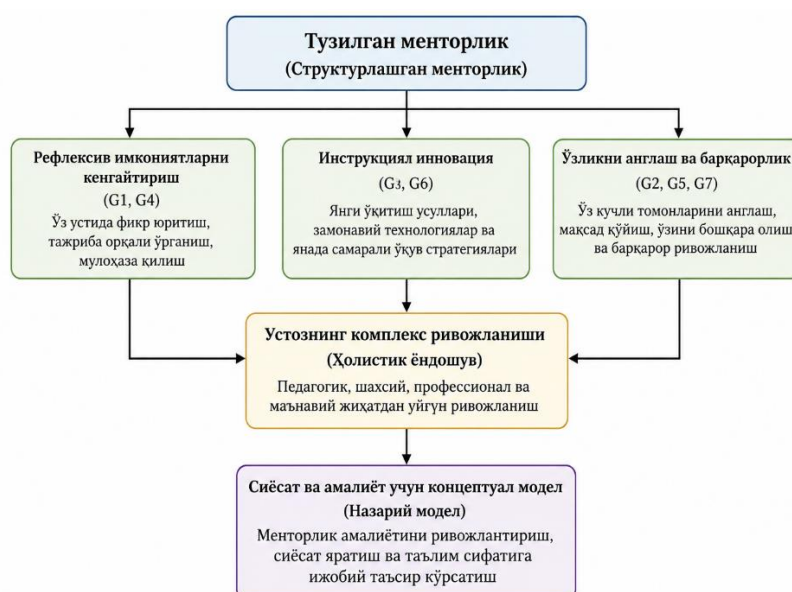 Тузилган менторлик
(Структурлашган менторлик)
Рефлексив имкониятларни
кенгайтириш
(G1, G4)
Ўз устида фикр юритиш,
тажриба орқали ўрганиш,
мулоҳаза қилиш
Инструкциял инновация
(G3, G6)
Янги ўқитиш усуллари,
замонавий технологиялар ва
янада самарали ўқув стратегиялари
Ўзликни англаш ва барқарорлик
(G2, G5, G7)
Ўз кучли томонларини англаш,
мақсад қўйиш, ўзини бошқара олиш
ва барқарор ривожланиш
Устознинг комплекс ривожланиши
(Ҳолистик ёндошув)
Педагогик, шахсий, профессионал ва
маънавий жиҳатдан уйғун ривожланиш
Сиёсат ва амалиёт учун концептуал модел
(Назарий модел)
Менторлик амалиётини ривожлантириш,
сиёсат яратиш ва таълим сифатига
ижобий таъсир кўрсатиш